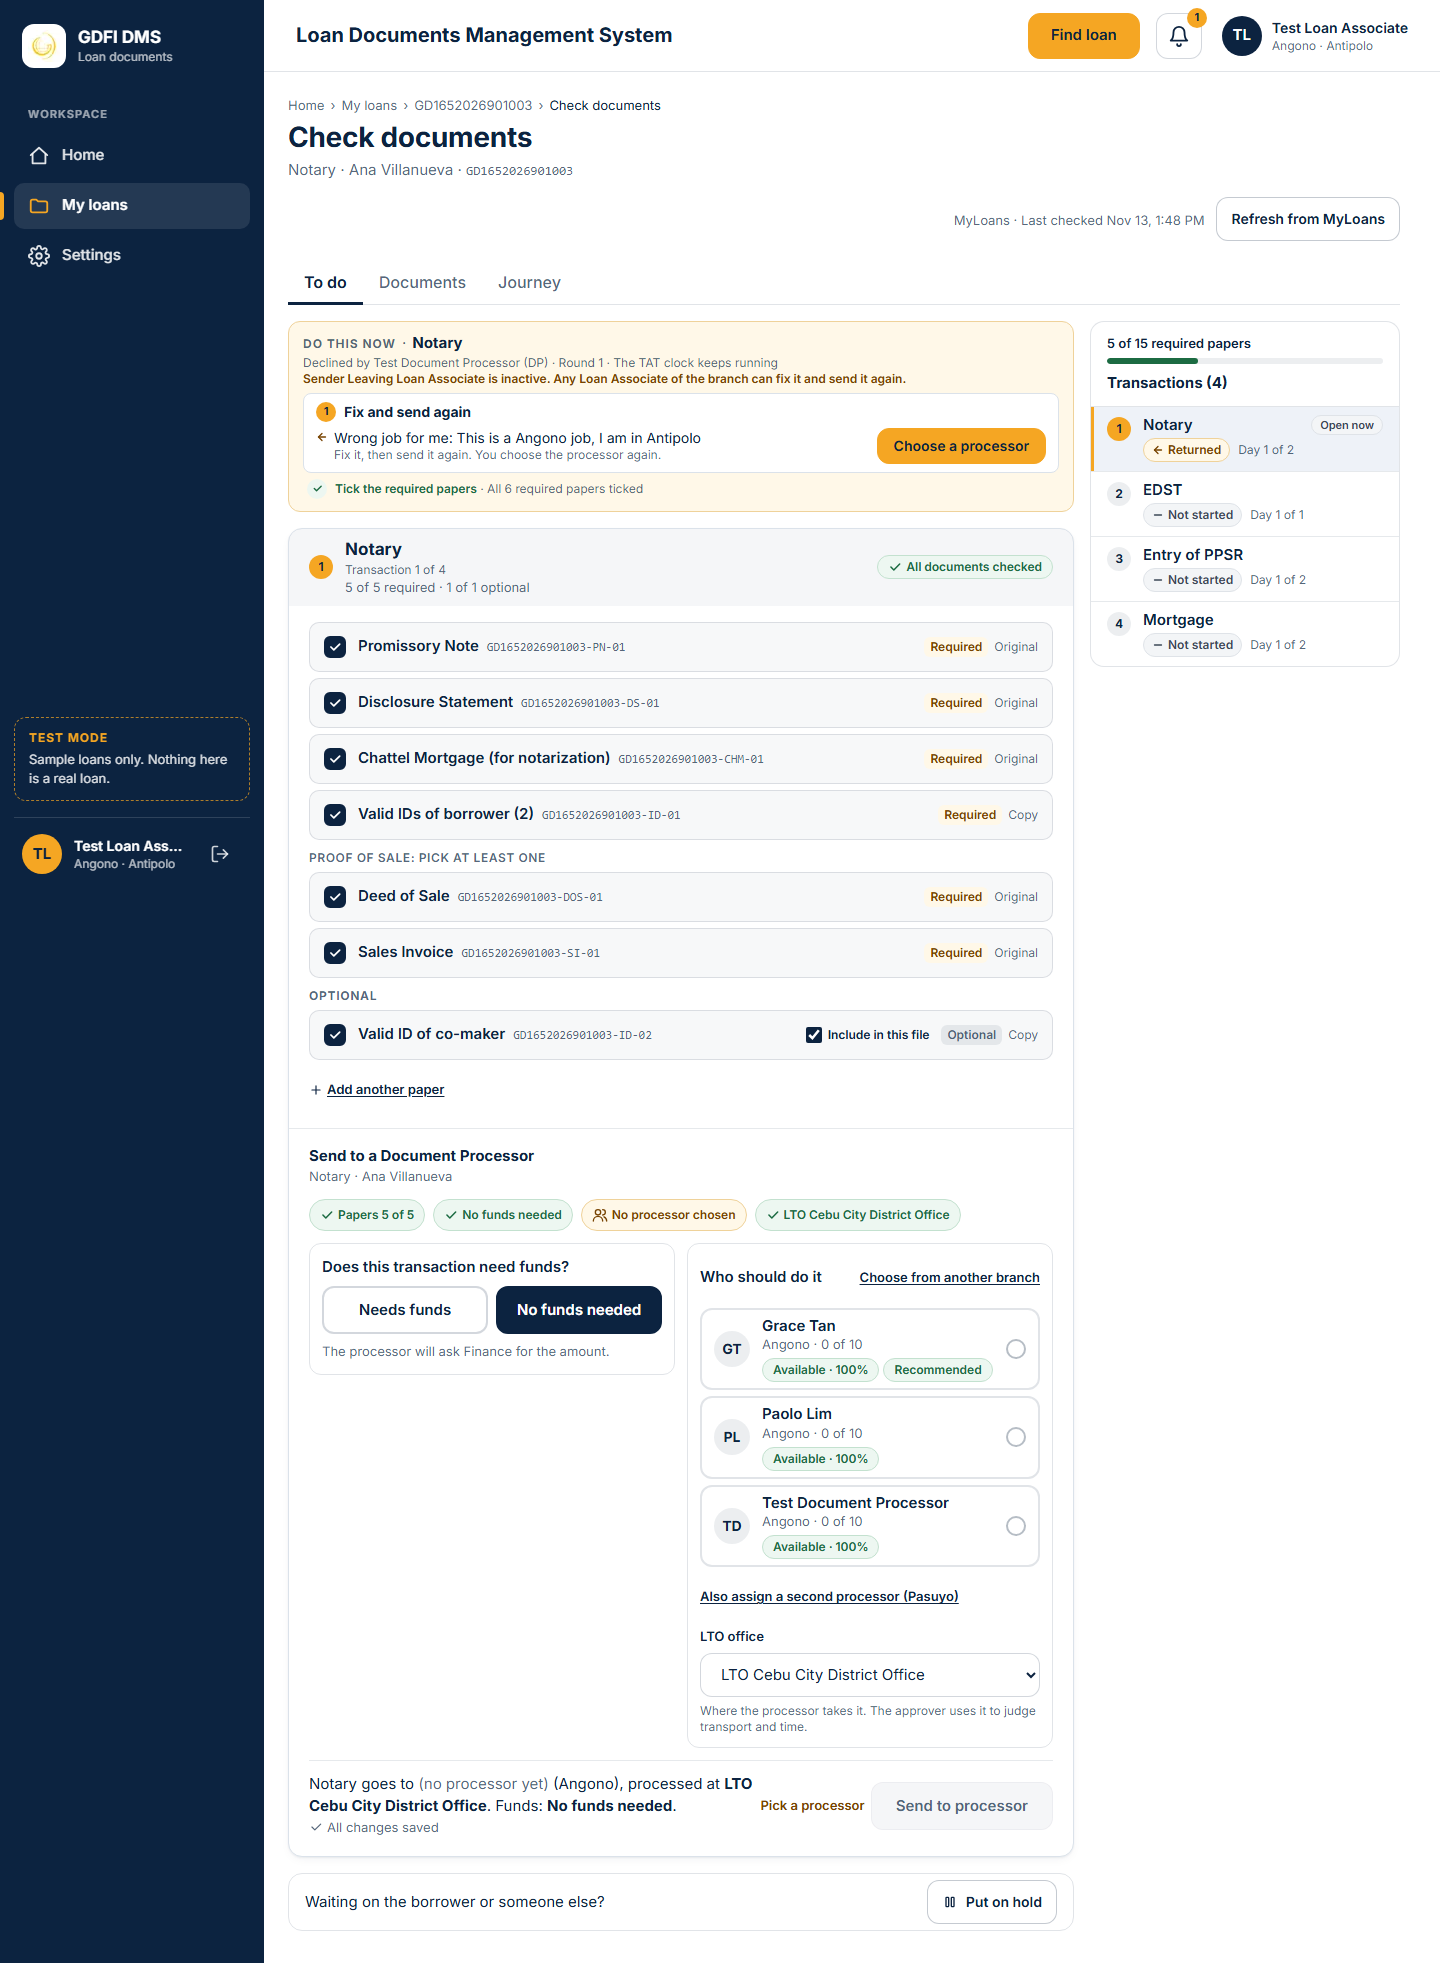 GDFI DMS
Loan documents
WORKSPACE
Home
My loans
Settings
TEST MODE
Sample loans only. Nothing here
is a real loan.
TL
Test Loan Ass...
Angono · Antipolo
Loan Documents Management System
Find loan
1
TL
Test Loan Associate
Angono · Antipolo
Home › My loans › GD1652026901003 › Check documents
Check documents
Notary · Ana Villanueva · GD1652026901003
MyLoans · Last checked Nov 13, 1:48 PM
Refresh from MyLoans
To do
Documents
Journey
DO THIS NOW · Notary
Declined by Test Document Processor (DP) · Round 1 · The TAT clock keeps running
Sender Leaving Loan Associate is inactive. Any Loan Associate of the branch can fix it and send it again.
1 Fix and send again
← Wrong job for me: This is a Angono job, I am in Antipolo
Fix it, then send it again. You choose the processor again.
Choose a processor
Tick the required papers · All 6 required papers ticked
1
Notary
Transaction 1 of 4
5 of 5 required · 1 of 1 optional
All documents checked
Promissory Note GD1652026901003-PN-01 Required Original
Disclosure Statement GD1652026901003-DS-01 Required Original
Chattel Mortgage (for notarization) GD1652026901003-CHM-01 Required Original
Valid IDs of borrower (2) GD1652026901003-ID-01 Required Copy
PROOF OF SALE: PICK AT LEAST ONE
Deed of Sale GD1652026901003-DOS-01 Required Original
Sales Invoice GD1652026901003-SI-01 Required Original
OPTIONAL
Valid ID of co-maker GD1652026901003-ID-02 Include in this file Optional Copy
+ Add another paper
Send to a Document Processor
Notary · Ana Villanueva
Papers 5 of 5
No funds needed
No processor chosen
LTO Cebu City District Office
Does this transaction need funds?
Needs funds
No funds needed
The processor will ask Finance for the amount.
Who should do it
Choose from another branch
GT
Grace Tan
Angono · 0 of 10
Available · 100%
Recommended
PL
Paolo Lim
Angono · 0 of 10
Available · 100%
TD
Test Document Processor
Angono · 0 of 10
Available · 100%
Also assign a second processor (Pasuyo)
LTO office
LTO Cebu City District Office
Where the processor takes it. The approver uses it to judge
transport and time.
Notary goes to (no processor yet) (Angono), processed at LTO
Cebu City District Office. Funds: No funds needed.
All changes saved
Pick a processor
Send to processor
Waiting on the borrower or someone else?
Put on hold
5 of 15 required papers
Transactions (4)
1
Notary
Open now
← Returned
Day 1 of 2
2
EDST
– Not started
Day 1 of 1
3
Entry of PPSR
– Not started
Day 1 of 2
4
Mortgage
– Not started
Day 1 of 2